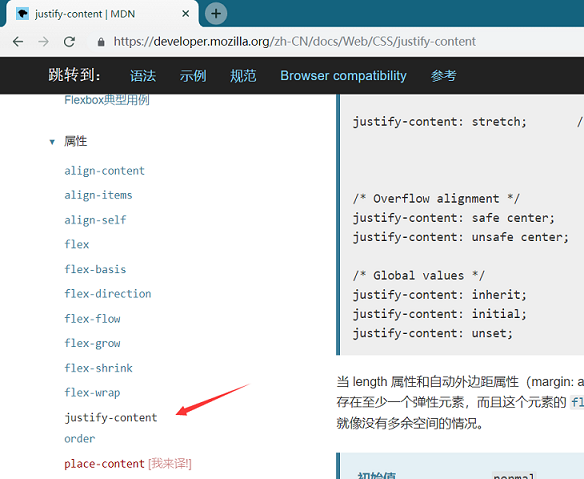 justify-content | MDN
https://developer.mozilla.org/zh-CN/docs/Web/CSS/justify-content
跳转到： 语法 示例 规范 Browser compatibility 参考
Flexbox典型用例
属性
align-content
align-items
align-self
flex
flex-basis
flex-direction
flex-flow
flex-grow
flex-shrink
flex-wrap
justify-content
order
place-content [我来译!]
justify-content: stretch; /
/* Overflow alignment */
justify-content: safe center;
justify-content: unsafe center;
/* Global values */
justify-content: inherit;
justify-content: initial;
justify-content: unset;
当 length 属性和自动外边距属性（margin: a
存在至少一个弹性元素，而且这个元素的 fl
就像没有多余空间的情况。
初始值 normal